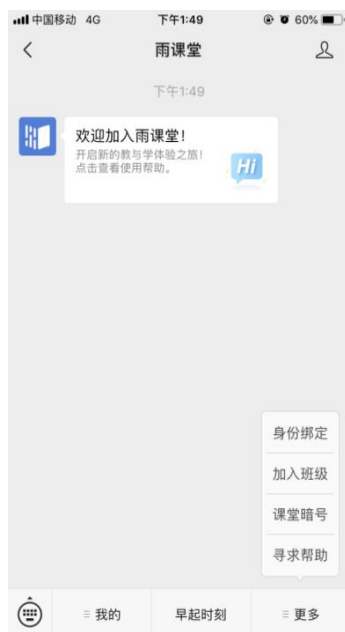 中国移动 4G 下午1:49 60%
雨课堂
下午1:49
欢迎加入雨课堂！
开启新的教与学体验之旅！
点击查看使用帮助。
Hi
身份绑定
加入班级
课堂暗号
寻求帮助
我的 早起时刻 更多